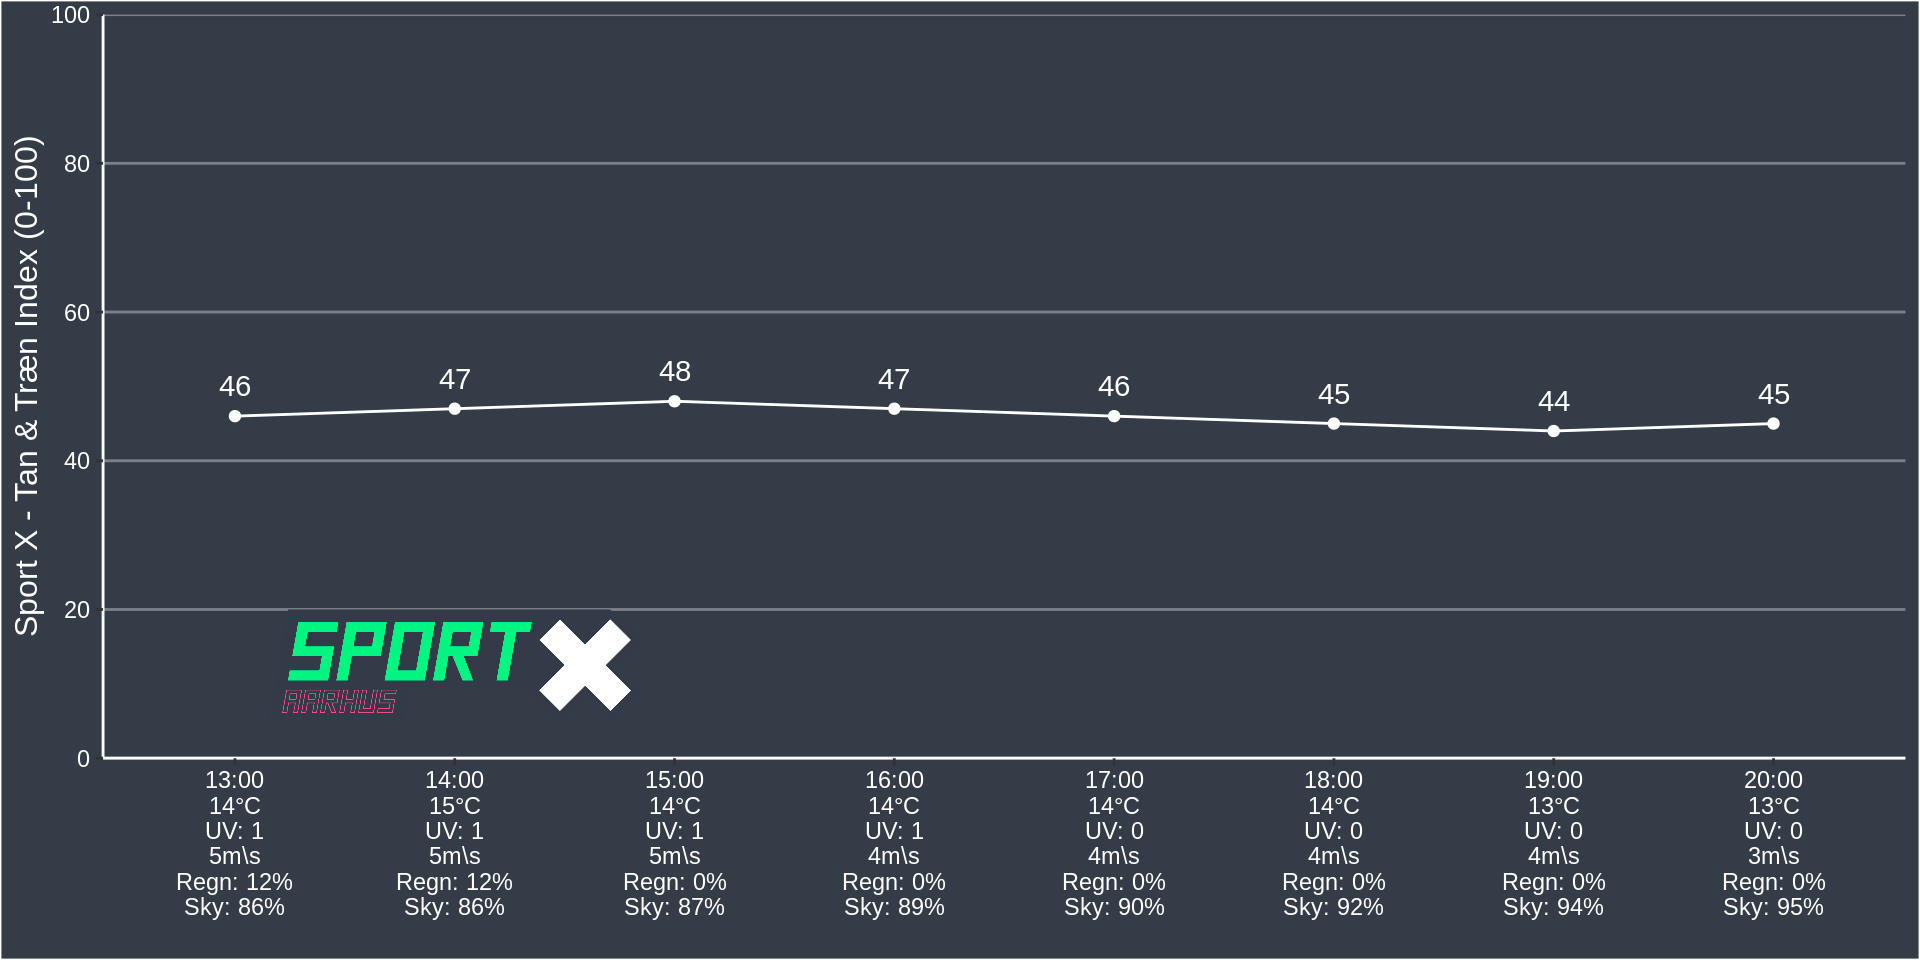 Sport X - Tan & Træn Index (0-100)
100
80
60
40
20
0
46 47 48 47 46 45 44 45
SPORT X
AARHUS
13:00 14:00 15:00 16:00 17:00 18:00 19:00 20:00
14°C 15°C 14°C 14°C 14°C 14°C 13°C 13°C
UV: 1 UV: 1 UV: 1 UV: 1 UV: 0 UV: 0 UV: 0 UV: 0
5m\s 5m\s 5m\s 4m\s 4m\s 4m\s 4m\s 3m\s
Regn: 12% Regn: 12% Regn: 0% Regn: 0% Regn: 0% Regn: 0% Regn: 0% Regn: 0%
Sky: 86% Sky: 86% Sky: 87% Sky: 89% Sky: 90% Sky: 92% Sky: 94% Sky: 95%